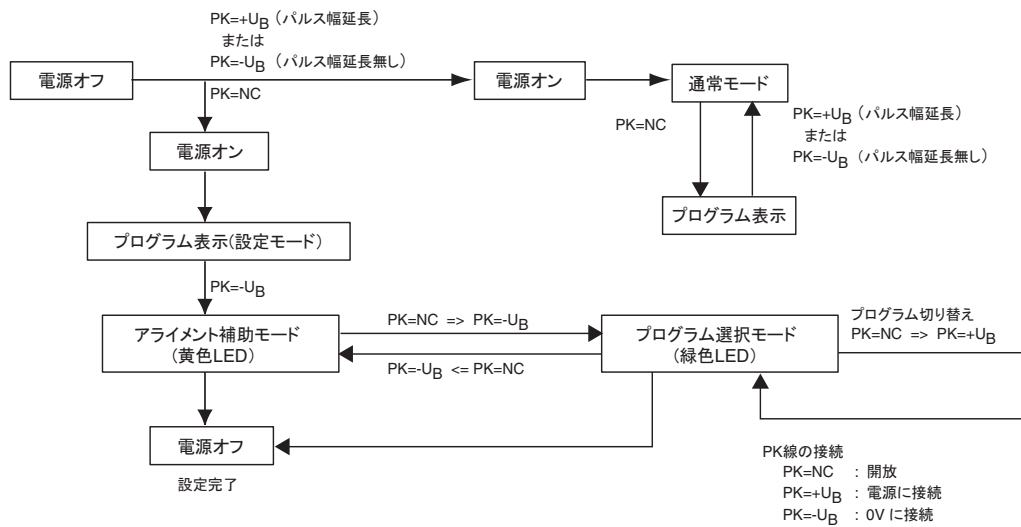 PK=+UB (パルス幅延長)
または
PK=-UB (パルス幅延長無し)
電源オフ
PK=NC
電源オン
通常モード
電源オン
PK=NC
PK=+UB (パルス幅延長)
または
PK=-UB (パルス幅延長無し)
プログラム表示
プログラム表示(設定モード)
PK=-UB
アライメント補助モード
(黄色LED)
PK=NC => PK=-UB
PK=-UB <= PK=NC
プログラム選択モード
(緑色LED)
プログラム切り替え
PK=NC => PK=+UB
電源オフ
設定完了
PK線の接続
PK=NC : 開放
PK=+UB : 電源に接続
PK=-UB : 0Vに接続